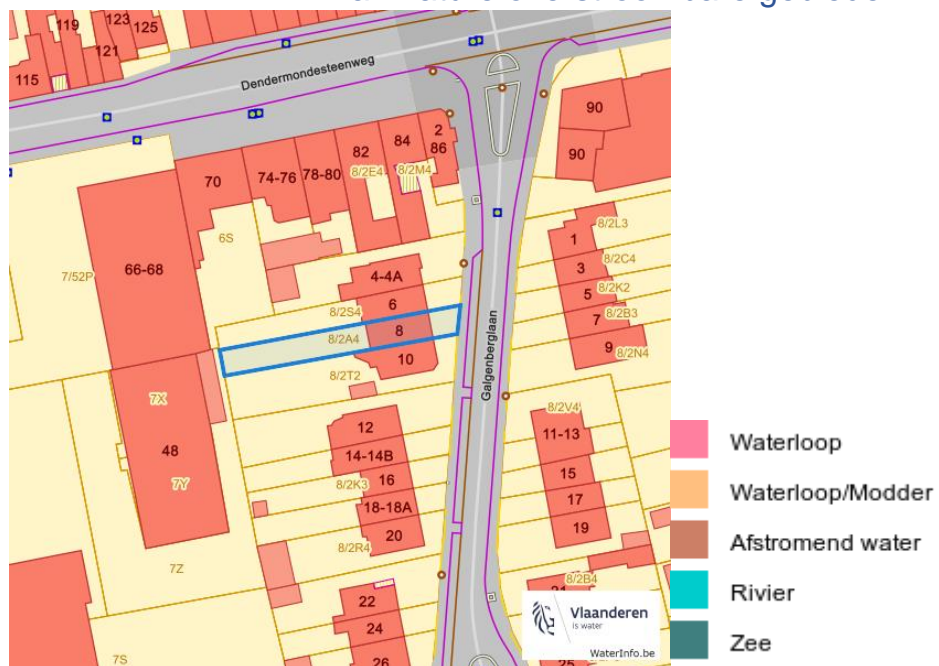 119
123
125
121
115
Dendermondesteenweg
90
90
2
86
84
82
8/2E4
8/2M4
78-80
74-76
70
6S
66-68
7/52P
4-4A
6
8/2S4
8
8/2A4
10
8/2T2
Galgenberglaan
1
8/2L3
3
8/2C4
5
8/2K2
7
8/2B3
9
8/2N4
7X
48
7Y
12
14-14B
16
8/2K3
18-18A
20
8/2R4
7Z
8/2V4
11-13
15
17
19
22
24
26
7S
8/2B4
25
Vlaanderen
is water
WaterInfo.be
Waterloop
Waterloop/Modder
Afstromend water
Rivier
Zee